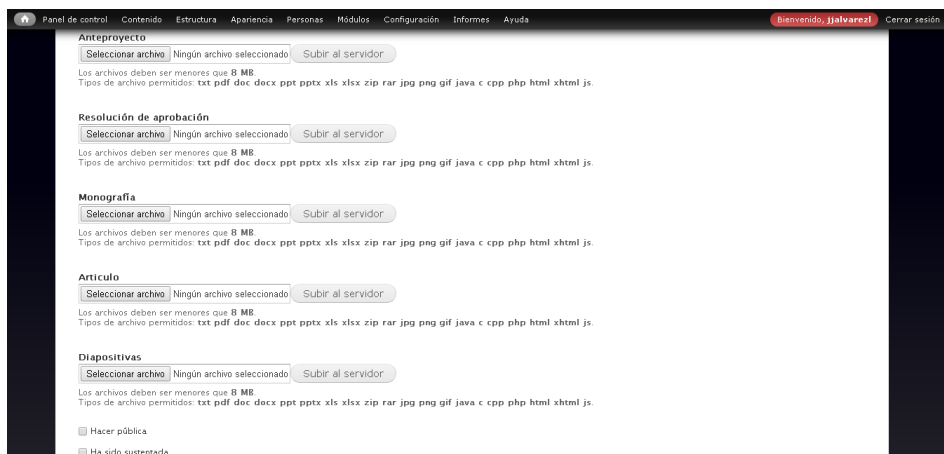 Panel de control Contenido Estructura Apariencia Personas Módulos Configuración Informes Ayuda Bienvenido, jjalvarezl Cerrar sesión
Anteproyecto
Seleccionar archivo Ningún archivo seleccionado Subir al servidor
Los archivos deben ser menores que 8 MB.
Tipos de archivo permitidos: txt pdf doc docx ppt pptx xls xlsx zip rar jpg png gif java c cpp php html xhtml js.
Resolución de aprobación
Seleccionar archivo Ningún archivo seleccionado Subir al servidor
Los archivos deben ser menores que 8 MB.
Tipos de archivo permitidos: txt pdf doc docx ppt pptx xls xlsx zip rar jpg png gif java c cpp php html xhtml js.
Monografía
Seleccionar archivo Ningún archivo seleccionado Subir al servidor
Los archivos deben ser menores que 8 MB.
Tipos de archivo permitidos: txt pdf doc docx ppt pptx xls xlsx zip rar jpg png gif java c cpp php html xhtml js.
Articulo
Seleccionar archivo Ningún archivo seleccionado Subir al servidor
Los archivos deben ser menores que 8 MB.
Tipos de archivo permitidos: txt pdf doc docx ppt pptx xls xlsx zip rar jpg png gif java c cpp php html xhtml js.
Diapositivas
Seleccionar archivo Ningún archivo seleccionado Subir al servidor
Los archivos deben ser menores que 8 MB.
Tipos de archivo permitidos: txt pdf doc docx ppt pptx xls xlsx zip rar jpg png gif java c cpp php html xhtml js.
Hacer pública
Ha sido sustentada